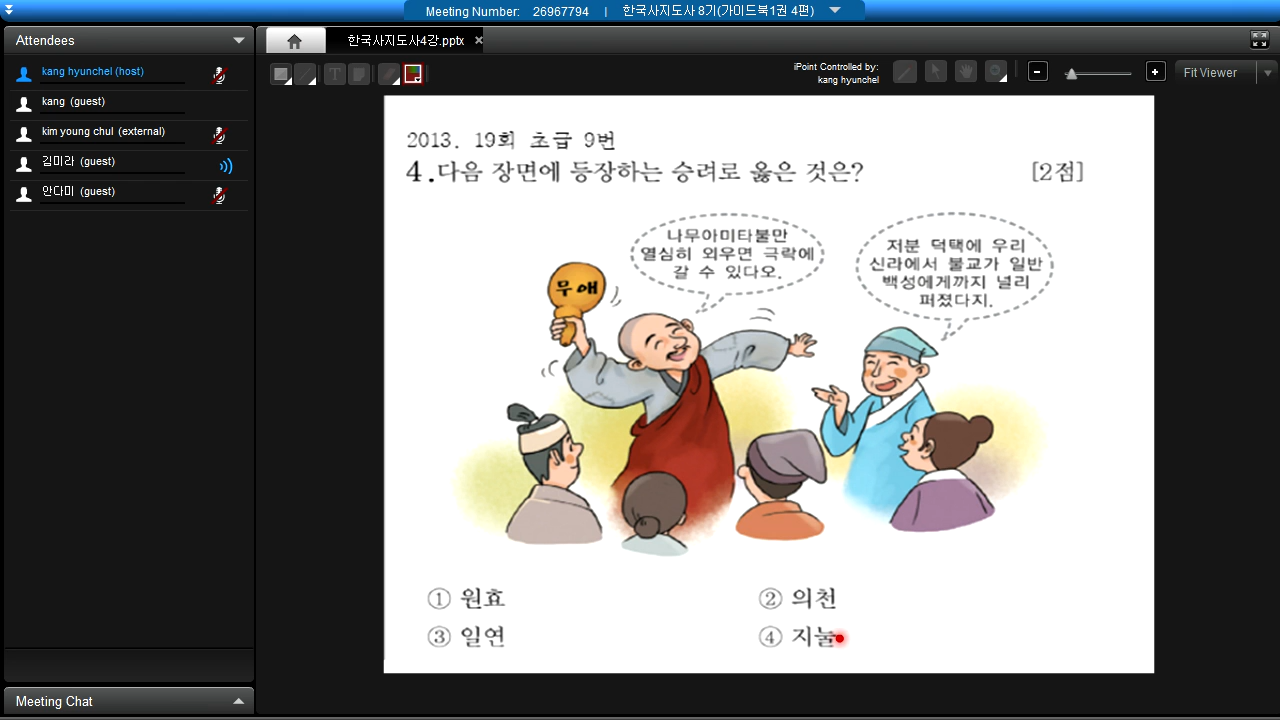 Meeting Number: 26967794 | 한국사지도사 8기(가이드북1권 4편)
Attendees
kang hyunchel (host)
kang (guest)
kim young chul (external)
김미라 (guest)
안다미 (guest)
Meeting Chat
한국사지도사4강.pptx
iPoint Controlled by:
kang hyunchel
Fit Viewer
2013. 19회 초급 9번
4.다음 장면에 등장하는 승려로 옳은 것은? [2점]
나무아미타불만
열심히 외우면 극락에
갈 수 있다오.
저분 덕택에 우리
신라에서 불교가 일반
백성에게까지 널리
퍼졌다지.
무애
① 원효
② 의천
③ 일연
④ 지눌